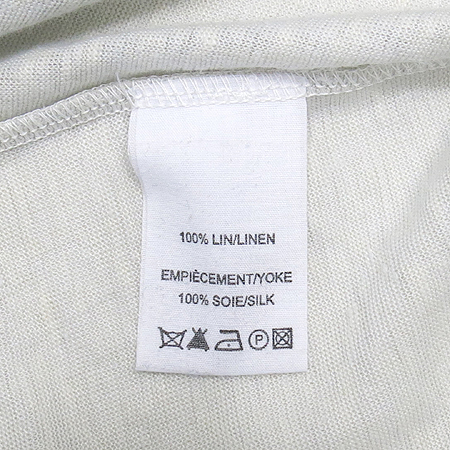 100% LIN/LINEN
EMPIÈCEMENT/YOKE
100% SOIE/SILK
P